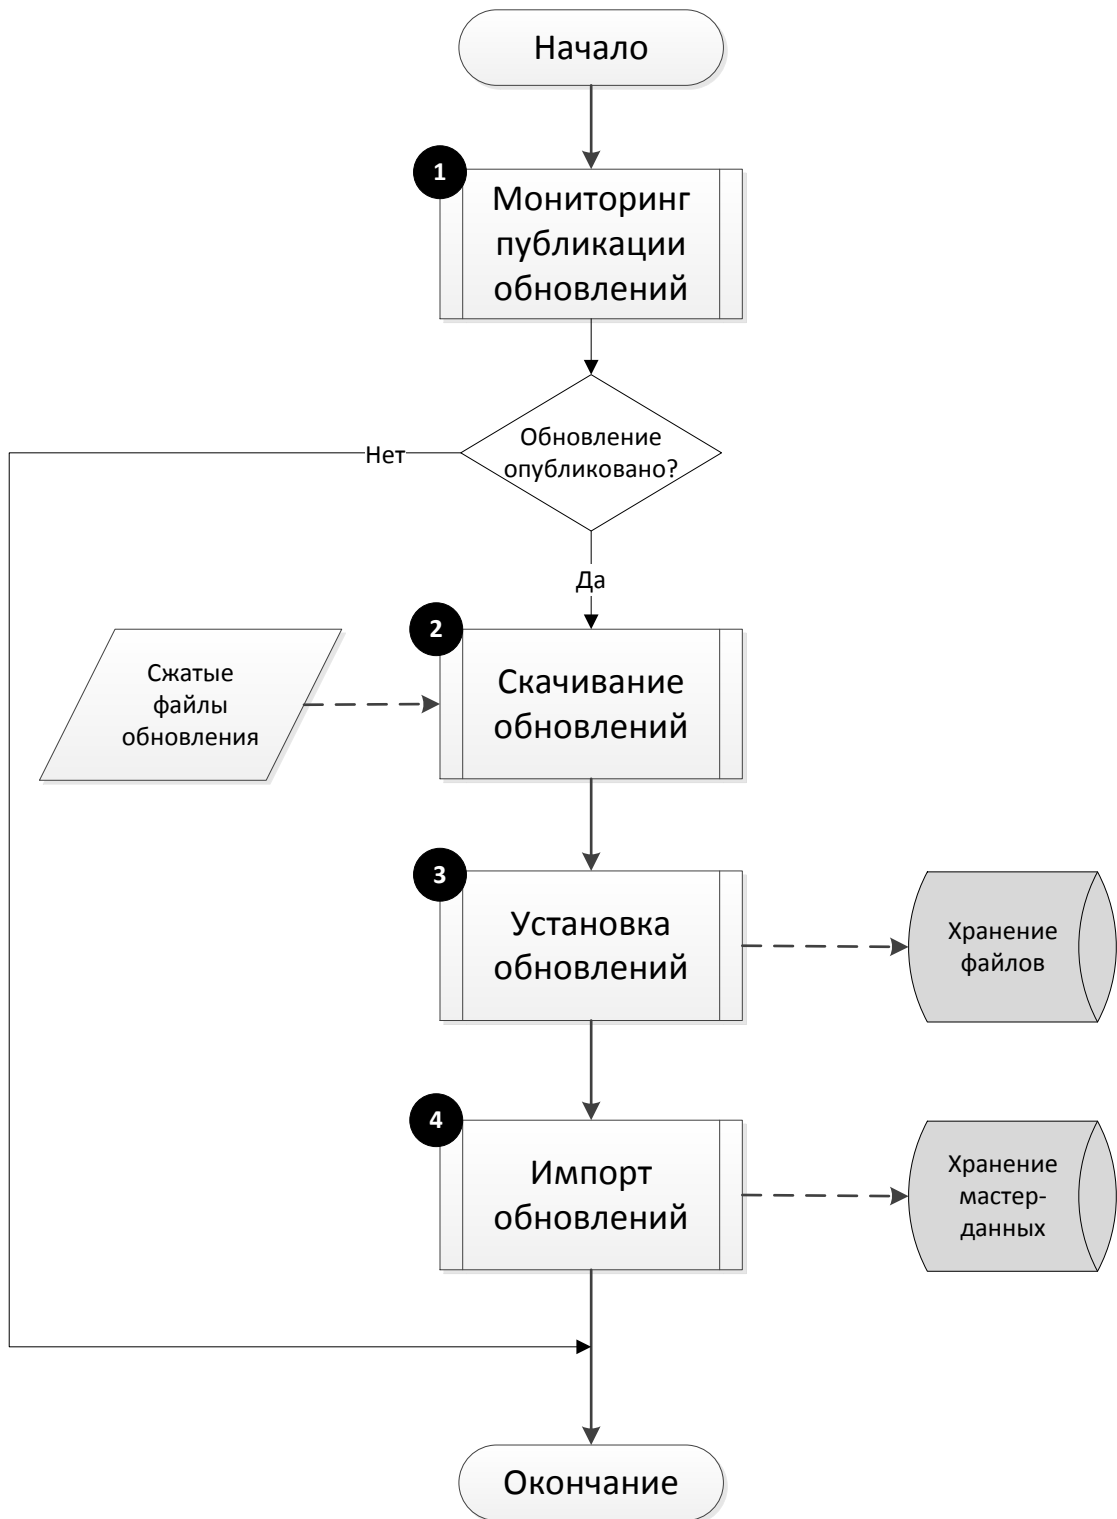 Начало
1
Мониторинг
публикации
обновлений
Обновление
опубликовано?
Нет
Да
2
Сжатые
файлы
обновления
Скачивание
обновлений
3
Установка
обновлений
Хранение
файлов
4
Импорт
обновлений
Хранение
мастер-
данных
Окончание